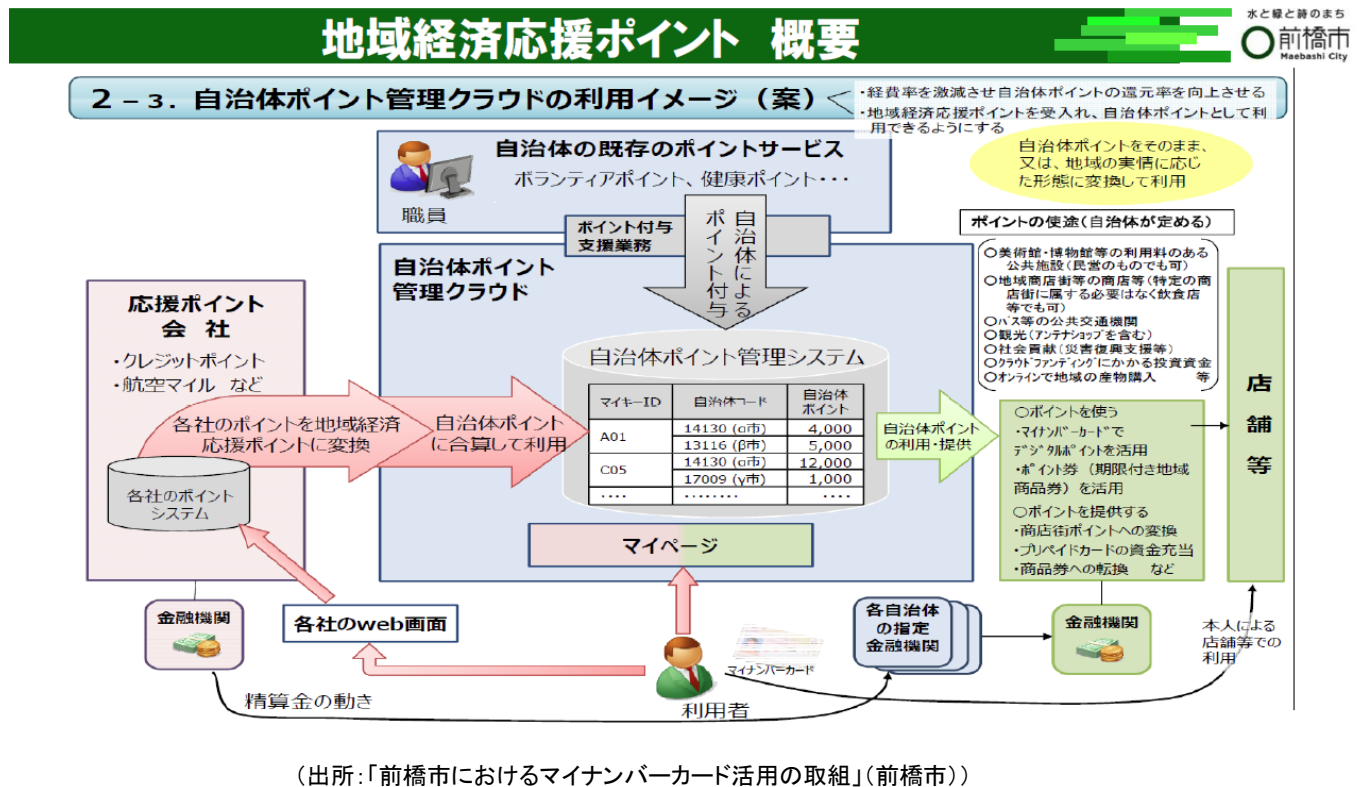 地域経済応援ポイント 概要
水と緑と詩のまち
前橋市
Maebashi City
2－3．自治体ポイント管理クラウドの利用イメージ（案）
・経費率を激減させ自治体ポイントの還元率を向上させる
・地域経済応援ポイントを受入れ、自治体ポイントとして利
用できるようにする
自治体の既存のポイントサービス
ボランティアポイント、健康ポイント・・・
職員
自治体ポイントをそのまま、
又は、地域の実情に応じ
た形態に変換して利用
ポイント付与
支援業務
自治体による
ポイント付与
ポイントの使途（自治体が定める）
○美術館・博物館等の利用料のある
公共施設（民営のものでも可）
○地域商店街等の商店等（特定の商
店街に属する必要はなく飲食店
等でも可）
○バス等の公共交通機関
○観光（アンテナショップを含む）
○社会貢献（災害復興支援等）
○クラウドファンディングにかかる投資資金
○オンラインで地域の産物購入 等
自治体ポイント
管理クラウド
応援ポイント
会 社
・クレジットポイント
・航空マイル など
各社のポイントを地域経済
応援ポイントに変換
自治体ポイント
に合算して利用
各社のポイント
システム
自治体ポイント管理システム
マイキーID 自治体コード 自治体
ポイント
A01 14130 (α市) 4,000
13116 (β市) 5,000
C05 14130 (α市) 12,000
17009 (γ市) 1,000
・・・・ ・・・・・・・・ ・・・・
自治体ポイント
の利用・提供
○ポイントを使う
・マイナンバーカードで
デジタルポイントを活用
・ポイント券（期限付き地域
商品券）を活用
○ポイントを提供する
・商店街ポイントへの変換
・プリペイドカードの資金充当
・商品券への転換 など
店舗等
マイページ
金融機関
各社のweb画面
マイナンバーカード
利用者
各自治体
の指定
金融機関
金融機関
本人による
店舗等での
利用
精算金の動き
（出所：「前橋市におけるマイナンバーカード活用の取組」（前橋市））